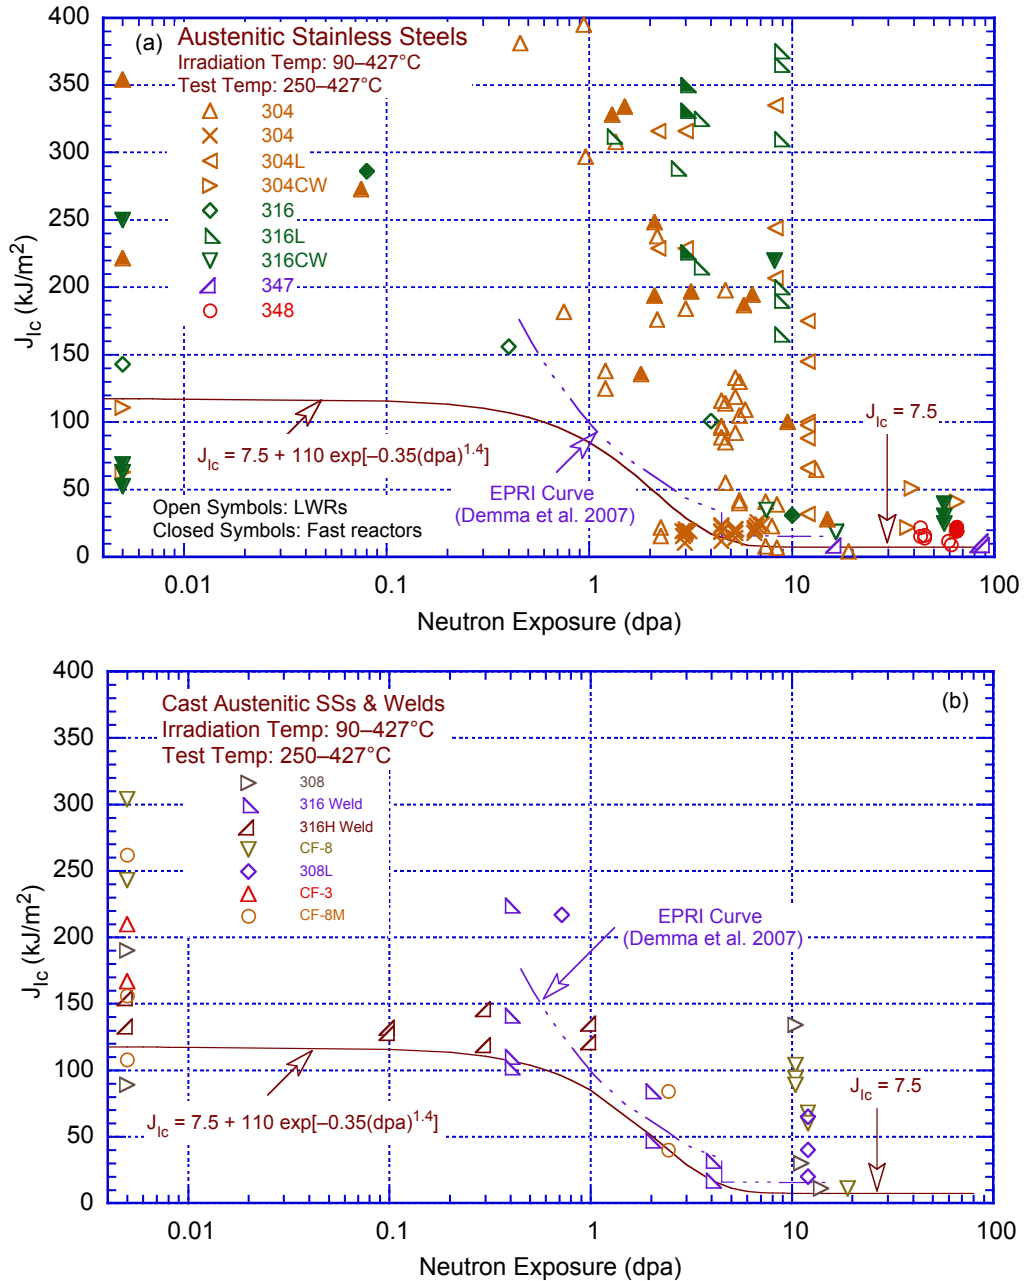 (a) Austenitic Stainless Steels
Irradiation Temp: 90–427°C
Test Temp: 250–427°C
304
304
304L
304CW
316
316L
316CW
347
348
400
350
300
250
200
150
100
50
0
J_Ic (kJ/m²)
J_Ic = 7.5
J_Ic = 7.5 + 110 exp[–0.35(dpa)^1.4]
EPRI Curve
(Demma et al. 2007)
Open Symbols: LWRs
Closed Symbols: Fast reactors
0.01 0.1 1 10 100
Neutron Exposure (dpa)
(b)
Cast Austenitic SSs & Welds
Irradiation Temp: 90–427°C
Test Temp: 250–427°C
308
316 Weld
316H Weld
CF-8
308L
CF-3
CF-8M
400
350
300
250
200
150
100
50
0
J_Ic (kJ/m²)
EPRI Curve
(Demma et al. 2007)
J_Ic = 7.5
J_Ic = 7.5 + 110 exp[–0.35(dpa)^1.4]
0.01 0.1 1 10 100
Neutron Exposure (dpa)